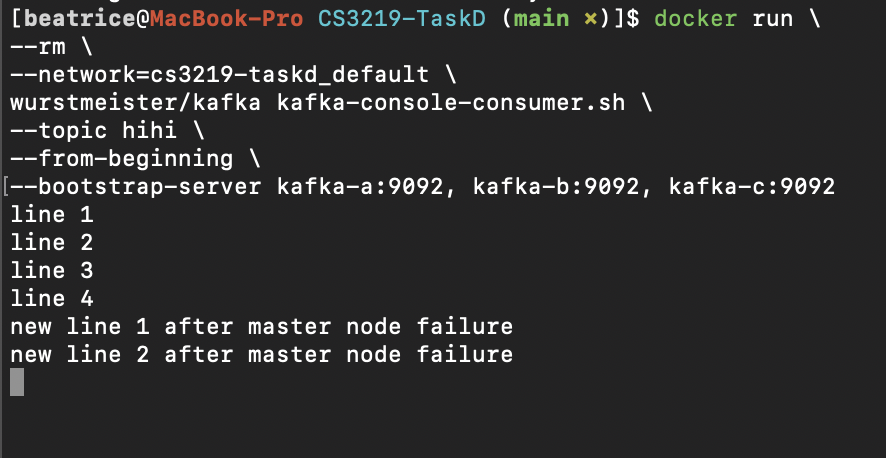 [beatrice@MacBook-Pro CS3219-TaskD (main ×)]$ docker run \
--rm \
--network=cs3219-taskd_default \
wurstmeister/kafka kafka-console-consumer.sh \
--topic hihi \
--from-beginning \
[--bootstrap-server kafka-a:9092, kafka-b:9092, kafka-c:9092
line 1
line 2
line 3
line 4
new line 1 after master node failure
new line 2 after master node failure